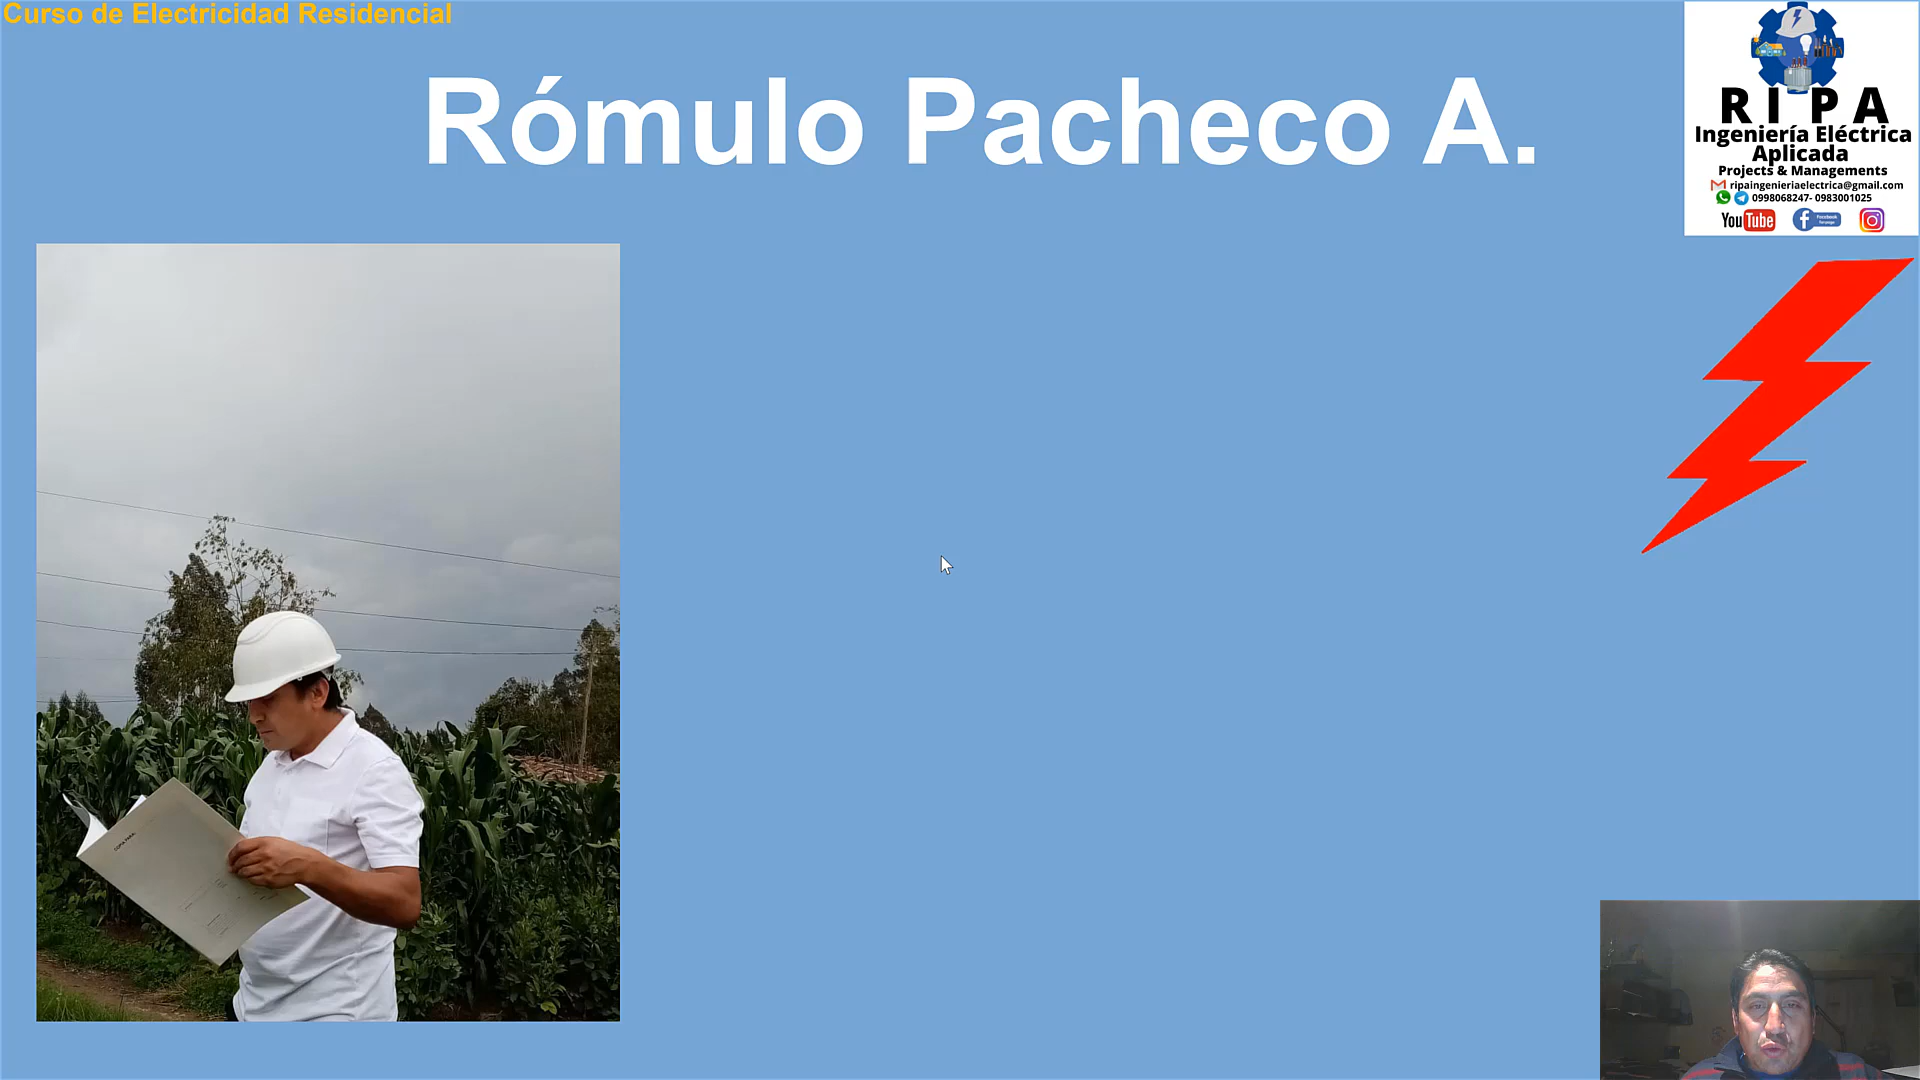 Curso de Electricidad Residencial
Rómulo Pacheco A.
R I P A
Ingeniería Eléctrica
Aplicada
Projects & Managements
ripaingenieriaelectrica@gmail.com
0998068247- 0983001025
YouTube